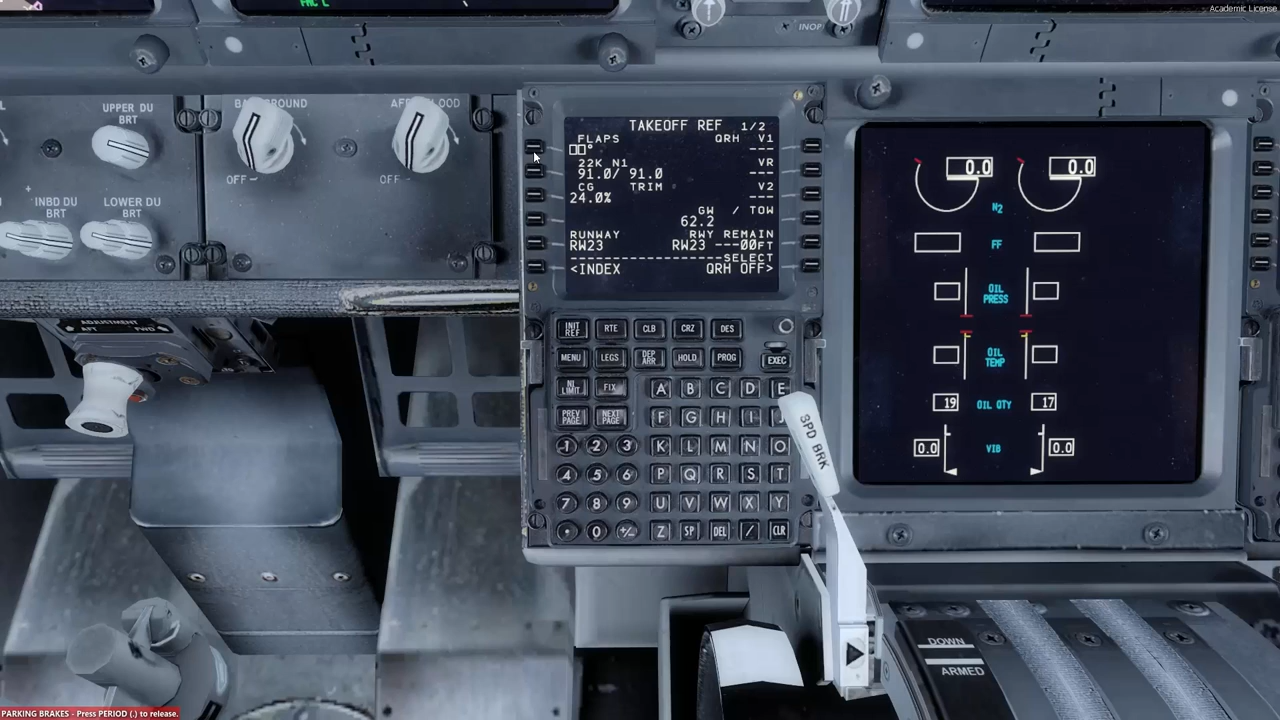 Academic License
FMC L
INOP
UPPER DU
BRT
BACKGROUND
AFDS FLOOD
OFF
OFF
INBD DU
BRT
LOWER DU
BRT
TAKEOFF REF 1/2
FLAPS QRH V1
□□° ---
22K N1 VR
91.0/ 91.0 ---
CG TRIM V2
24.0% ---
GW / TOW
62.2
RUNWAY RWY REMAIN
RW23 RW23 ---00FT
--------------------SELECT
<INDEX QRH OFF>
INIT
REF
RTE
CLB
CRZ
DES
MENU
LEGS
DEP
ARR
HOLD
PROG
EXEC
N1
LIMIT
FIX
A B C D E
PREV
PAGE
NEXT
PAGE
F G H I J
1 2 3 K L M N O
4 5 6 P Q R S T
7 8 9 U V W X Y
. 0 +/- Z SP DEL / CLR
SPD BRK
0.0 0.0
N2
FF
OIL
PRESS
OIL
TEMP
19 OIL QTY 17
0.0 VIB 0.0
ADJUSTMENT
AFT FWD
DOWN
ARMED
PARKING BRAKES - Press PERIOD (.) to release.